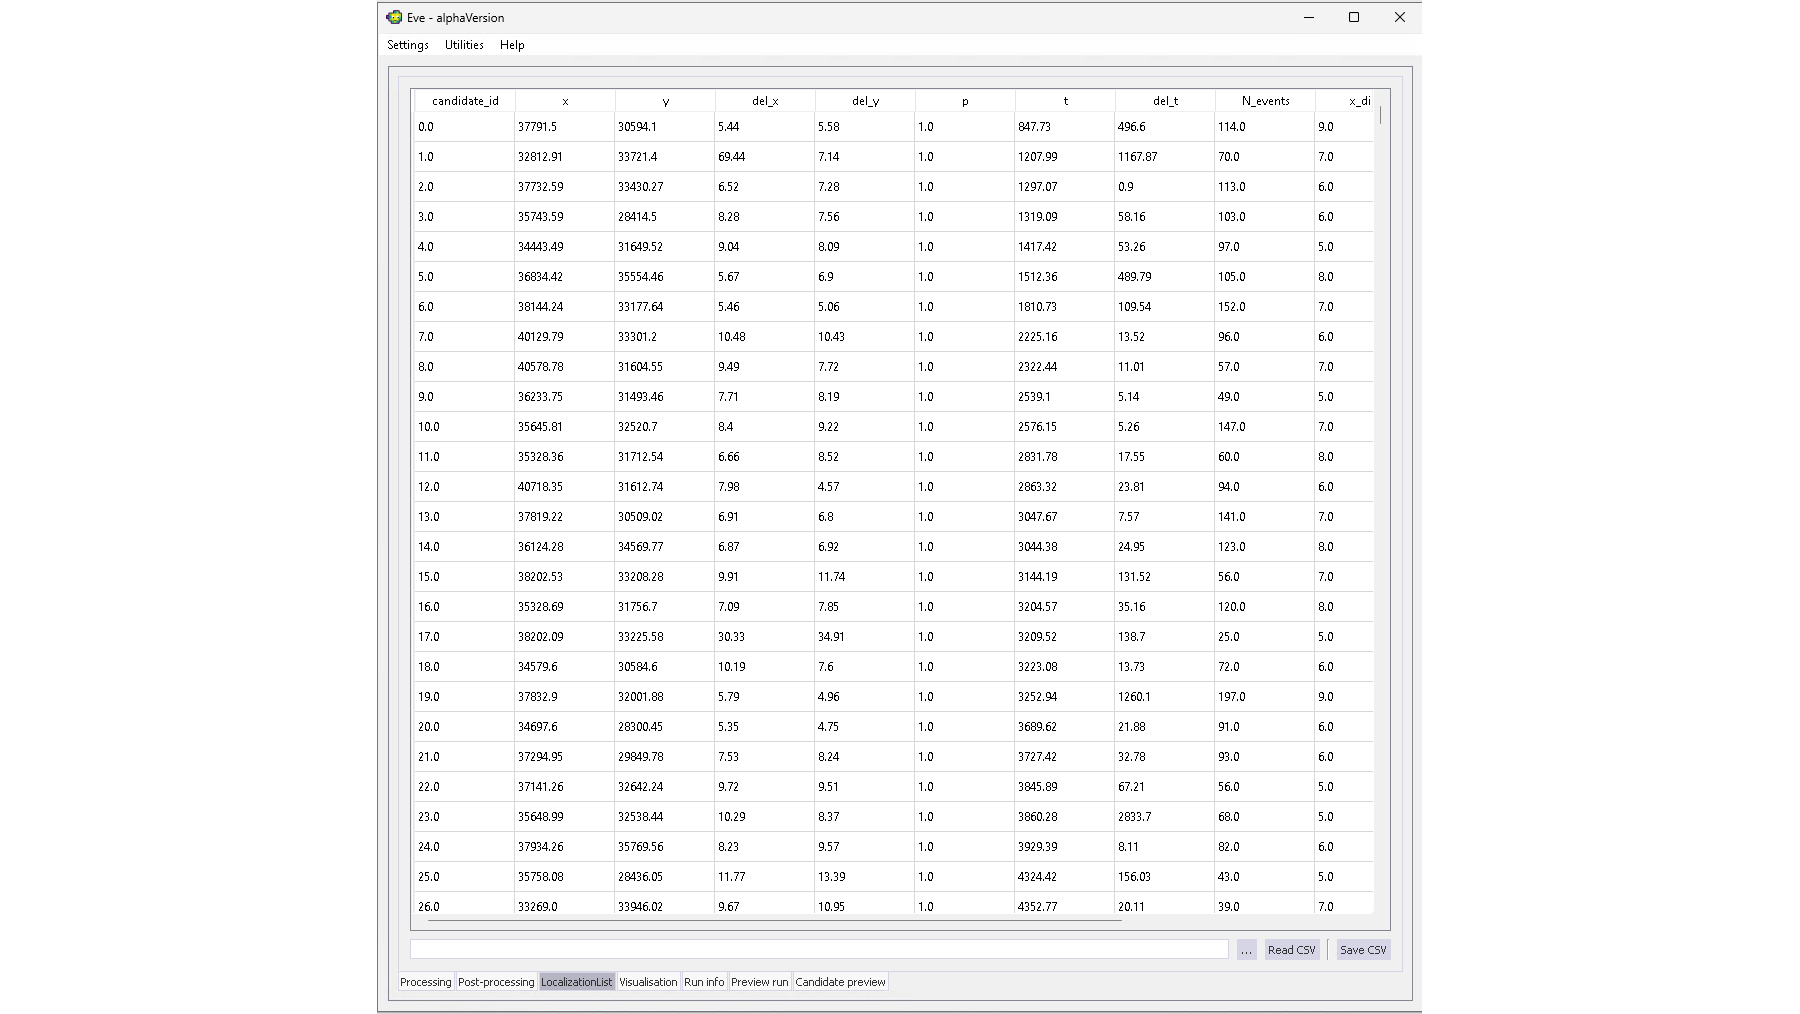 Eve - alphaVersion
Settings Utilities Help
candidate_id x y del_x del_y p t del_t N_events x_di
0.0 37791.5 30594.1 5.44 5.58 1.0 847.73 496.6 114.0 9.0
1.0 32812.91 33721.4 69.44 7.14 1.0 1207.99 1167.87 70.0 7.0
2.0 37732.59 33430.27 6.52 7.28 1.0 1297.07 0.9 113.0 6.0
3.0 35743.59 28414.5 8.28 7.56 1.0 1319.09 58.16 103.0 6.0
4.0 34443.49 31649.52 9.04 8.09 1.0 1417.42 53.26 97.0 5.0
5.0 36834.42 35554.46 5.67 6.9 1.0 1512.36 489.79 105.0 8.0
6.0 38144.24 33177.64 5.46 5.06 1.0 1810.73 109.54 152.0 7.0
7.0 40129.79 33301.2 10.48 10.43 1.0 2225.16 13.52 96.0 6.0
8.0 40578.78 31604.55 9.49 7.72 1.0 2322.44 11.01 57.0 7.0
9.0 36233.75 31493.46 7.71 8.19 1.0 2539.1 5.14 49.0 5.0
10.0 35645.81 32520.7 8.4 9.22 1.0 2576.15 5.26 147.0 7.0
11.0 35328.36 31712.54 6.66 8.52 1.0 2831.78 17.55 60.0 8.0
12.0 40718.35 31612.74 7.98 4.57 1.0 2863.32 23.81 94.0 6.0
13.0 37819.22 30509.02 6.91 6.8 1.0 3047.67 7.57 141.0 7.0
14.0 36124.28 34569.77 6.87 6.92 1.0 3044.38 24.95 123.0 8.0
15.0 38202.53 33208.28 9.91 11.74 1.0 3144.19 131.52 56.0 7.0
16.0 35328.69 31756.7 7.09 7.85 1.0 3204.57 35.16 120.0 8.0
17.0 38202.09 33225.58 30.33 34.91 1.0 3209.52 138.7 25.0 5.0
18.0 34579.6 30584.6 10.19 7.6 1.0 3223.08 13.73 72.0 6.0
19.0 37832.9 32001.88 5.79 4.96 1.0 3252.94 1260.1 197.0 9.0
20.0 34697.6 28300.45 5.35 4.75 1.0 3689.62 21.88 91.0 6.0
21.0 37294.95 29849.78 7.53 8.24 1.0 3727.42 32.78 93.0 6.0
22.0 37141.26 32642.24 9.72 9.51 1.0 3845.89 67.21 56.0 5.0
23.0 35648.99 32538.44 10.29 8.37 1.0 3860.28 2833.7 68.0 5.0
24.0 37934.26 35769.56 8.23 9.57 1.0 3929.39 8.11 82.0 6.0
25.0 35758.08 28436.05 11.77 13.39 1.0 4324.42 156.03 43.0 5.0
26.0 33269.0 33946.02 9.67 10.95 1.0 4352.77 20.11 39.0 7.0
... Read CSV Save CSV
Processing Post-processing LocalizationList Visualisation Run info Preview run Candidate preview